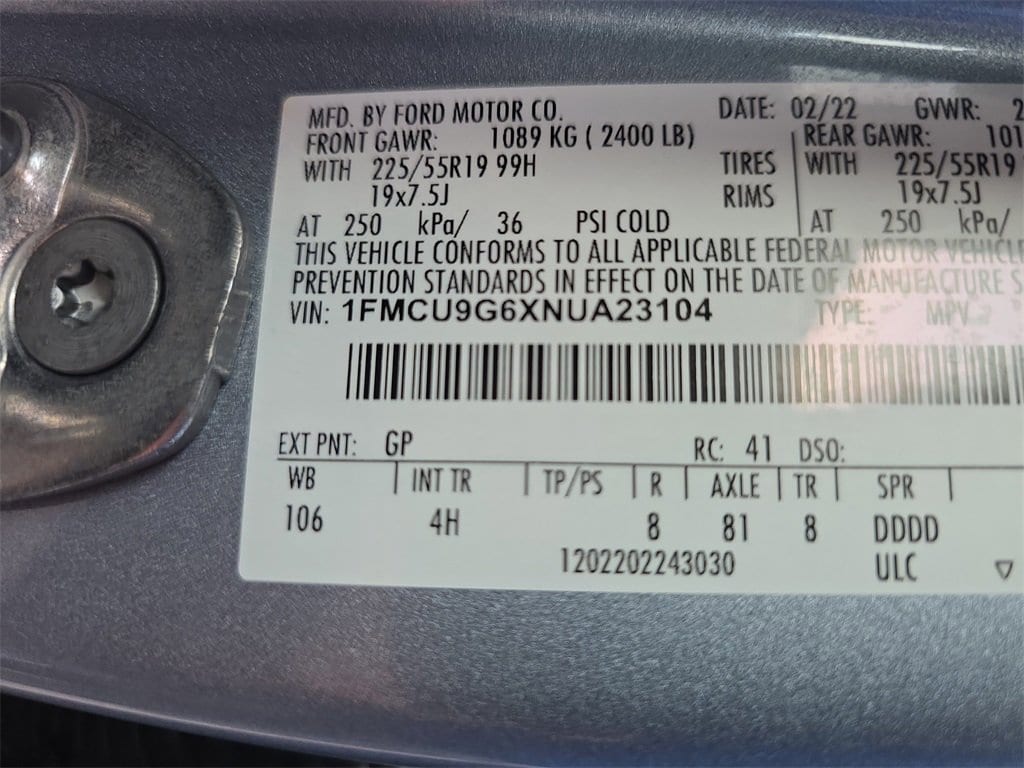 MFD. BY FORD MOTOR CO. DATE: 02/22 GVWR: 2
FRONT GAWR: 1089 KG ( 2400 LB) REAR GAWR: 101
WITH 225/55R19 99H TIRES WITH 225/55R19
19x7.5J RIMS 19x7.5J
AT 250 kPa/ 36 PSI COLD AT 250 kPa/
THIS VEHICLE CONFORMS TO ALL APPLICABLE FEDERAL MOTOR VEHICLE
PREVENTION STANDARDS IN EFFECT ON THE DATE OF MANUFACTURE S
VIN: 1FMCU9G6XNUA23104 TYPE: MPV
EXT PNT: GP RC: 41 DSO:
WB INT TR TP/PS R AXLE TR SPR
106 4H 8 81 8 DDDD
1202202243030 ULC